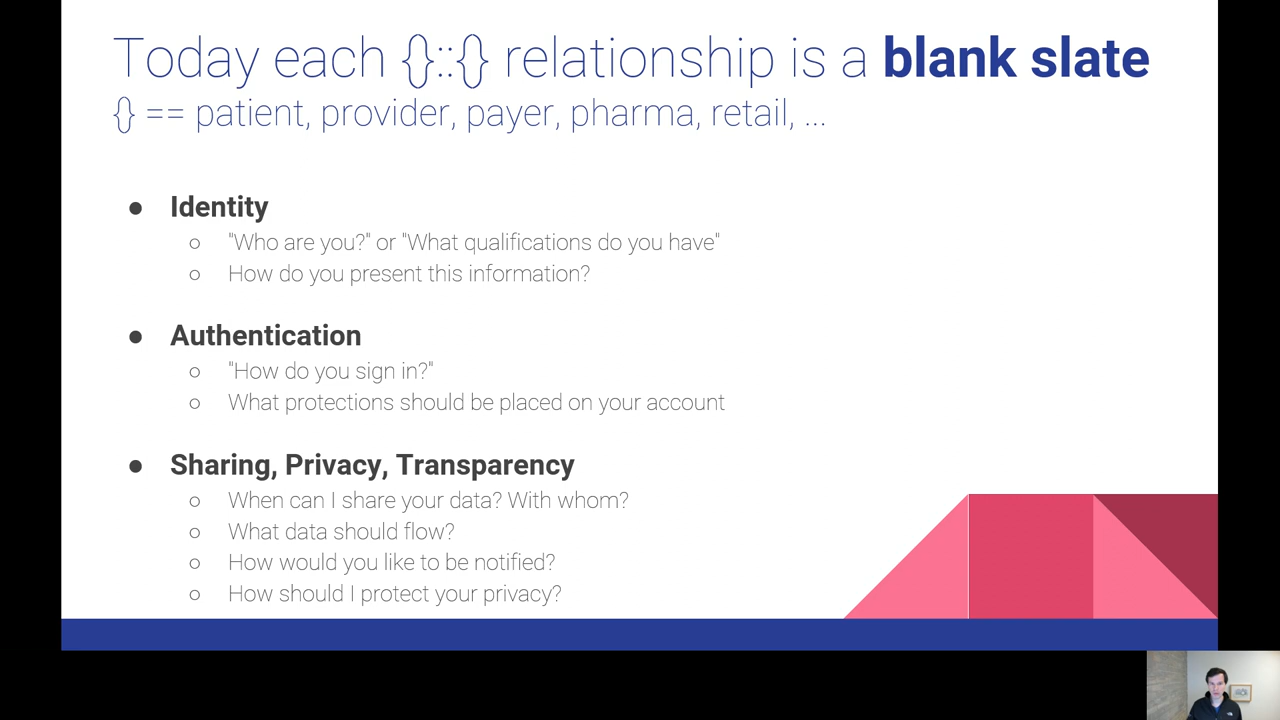 Today each {}::{} relationship is a blank slate
{} == patient, provider, payer, pharma, retail, ...
● Identity
○ "Who are you?" or "What qualifications do you have"
○ How do you present this information?
● Authentication
○ "How do you sign in?"
○ What protections should be placed on your account
● Sharing, Privacy, Transparency
○ When can I share your data? With whom?
○ What data should flow?
○ How would you like to be notified?
○ How should I protect your privacy?